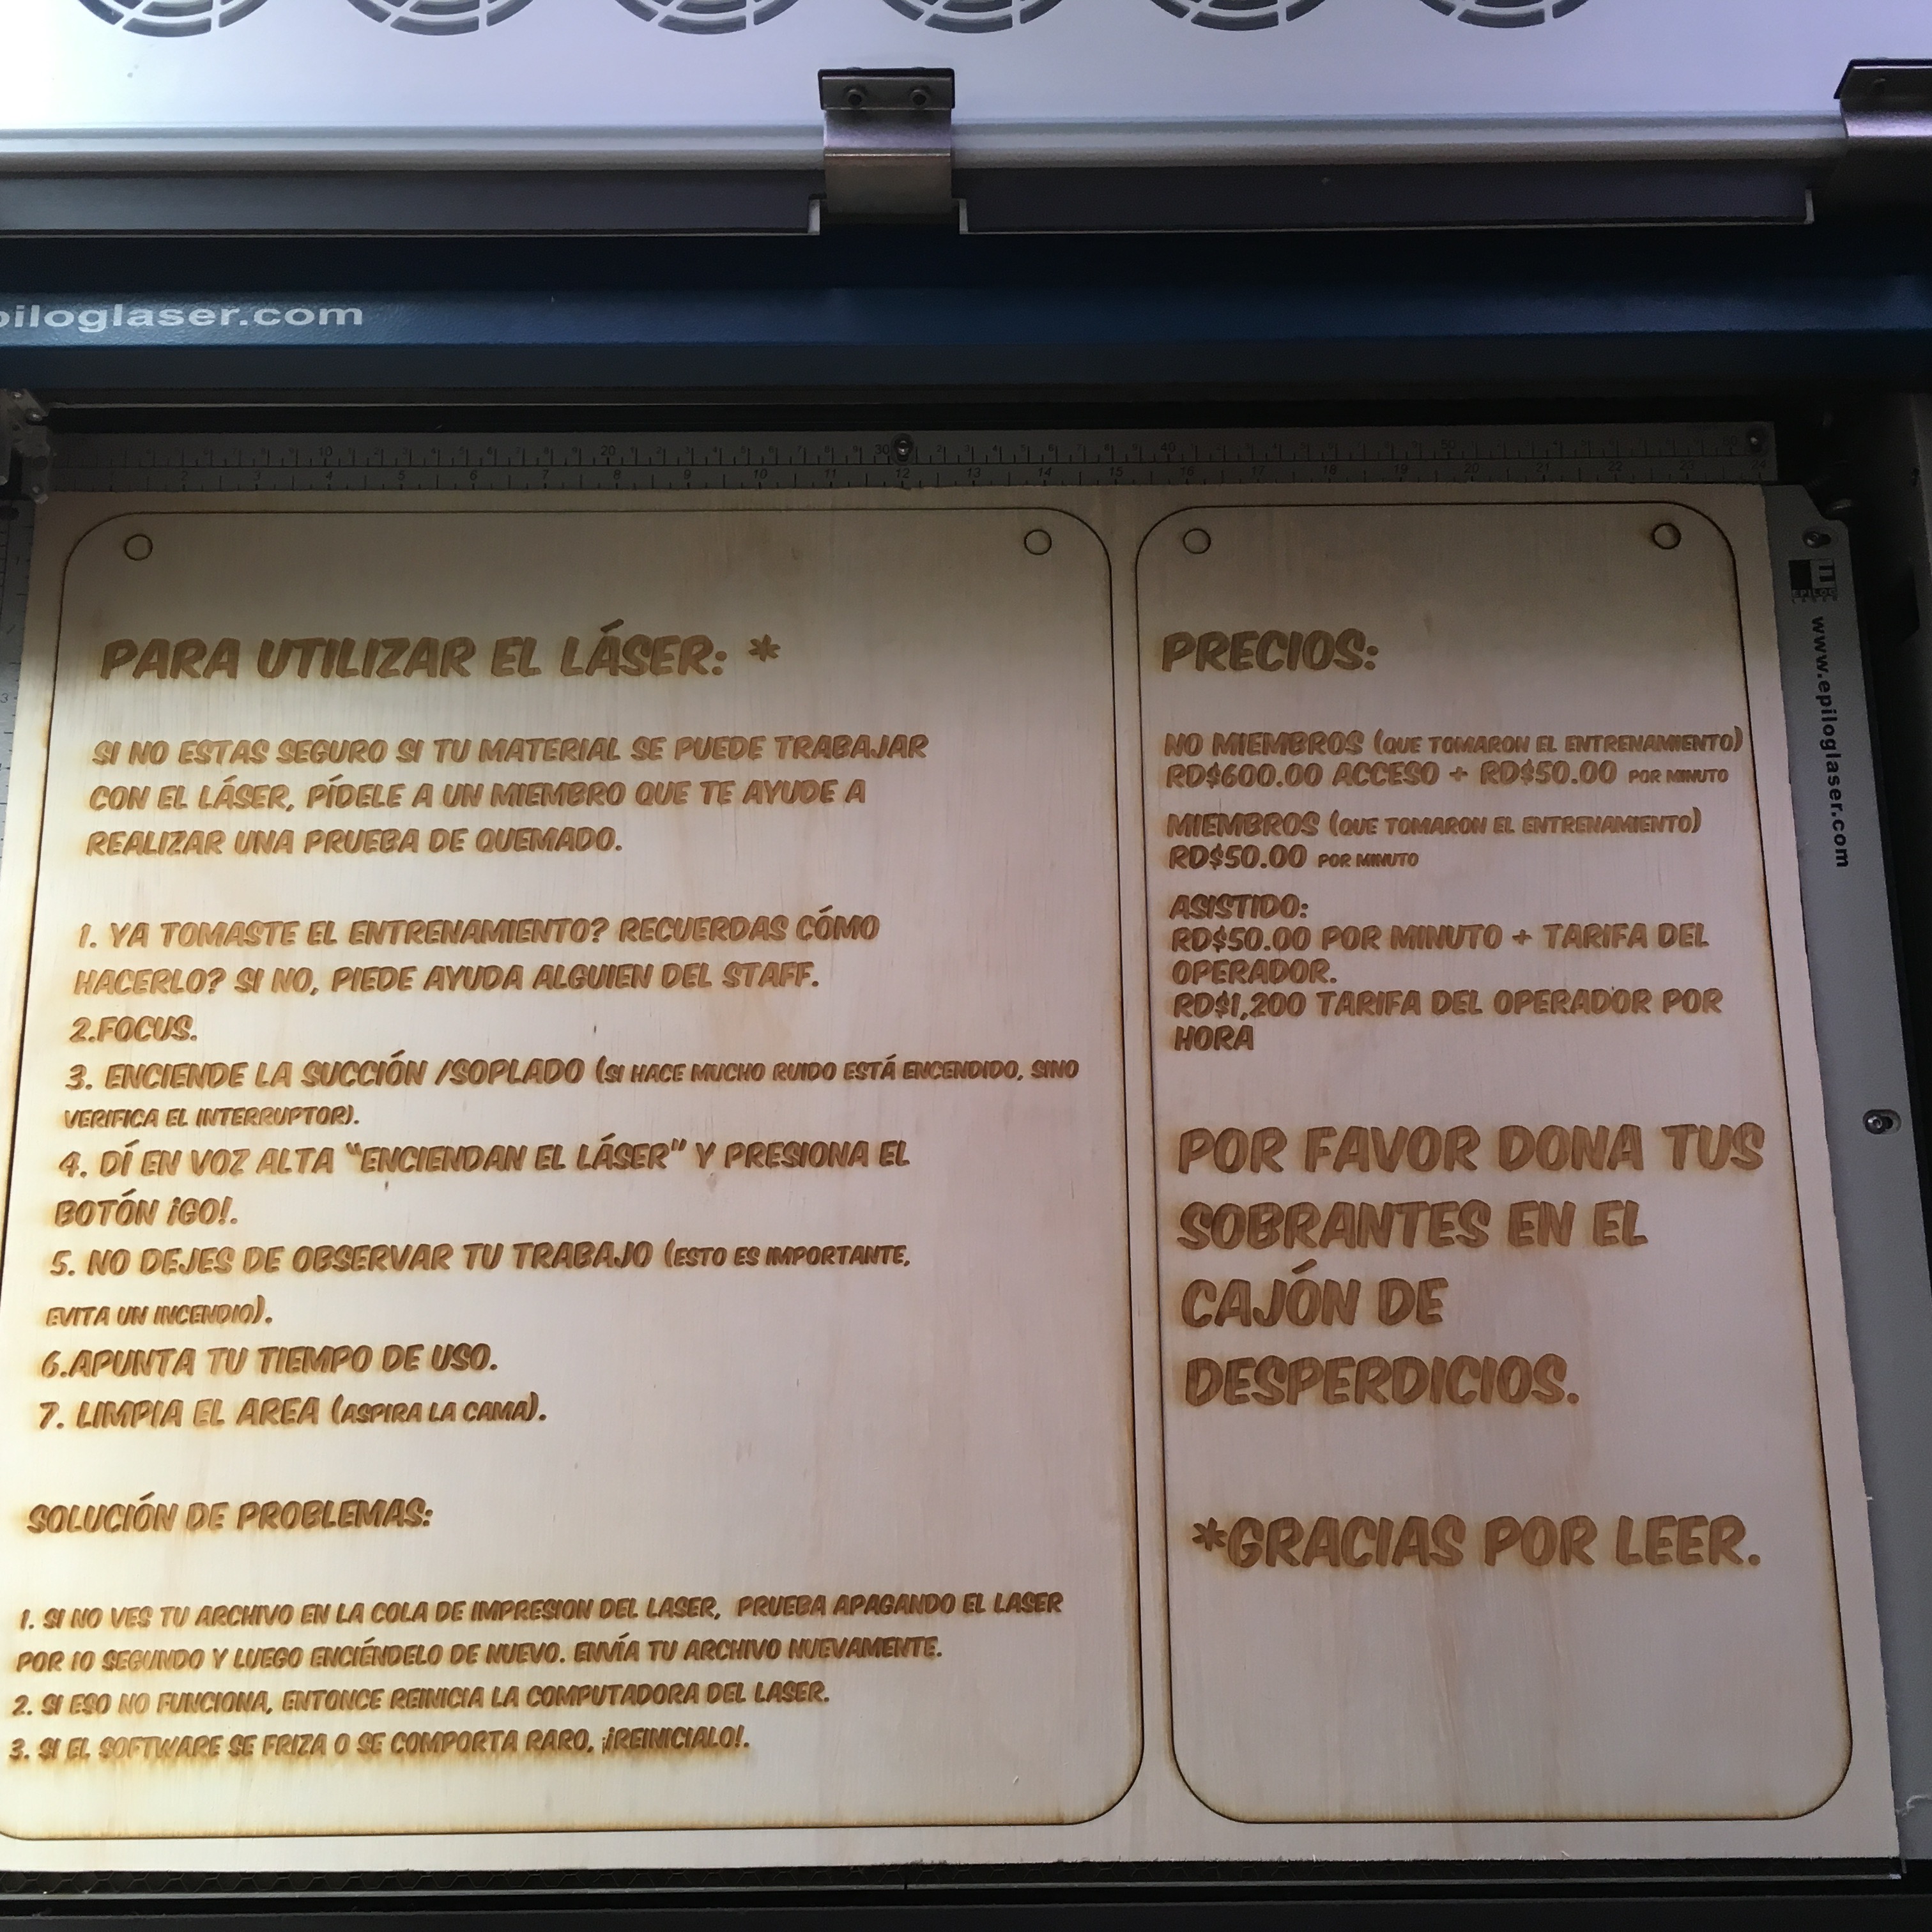 piloglaser.com
PARA UTILIZAR EL LÁSER: *
SI NO ESTAS SEGURO SI TU MATERIAL SE PUEDE TRABAJAR
CON EL LÁSER, PÍDELE A UN MIEMBRO QUE TE AYUDE A
REALIZAR UNA PRUEBA DE QUEMADO.
1. YA TOMASTE EL ENTRENAMIENTO? RECUERDAS CÓMO
HACERLO? SI NO, PIEDE AYUDA ALGUIEN DEL STAFF.
2.FOCUS.
3. ENCIENDE LA SUCCIÓN /SOPLADO (SI HACE MUCHO RUIDO ESTÁ ENCENDIDO, SINO
VERIFICA EL INTERRUPTOR).
4. DÍ EN VOZ ALTA "ENCIENDAN EL LÁSER" Y PRESIONA EL
BOTÓN ¡GO!.
5. NO DEJES DE OBSERVAR TU TRABAJO (ESTO ES IMPORTANTE,
EVITA UN INCENDIO).
6.APUNTA TU TIEMPO DE USO.
7. LIMPIA EL AREA (ASPIRA LA CAMA).
SOLUCIÓN DE PROBLEMAS:
1. SI NO VES TU ARCHIVO EN LA COLA DE IMPRESION DEL LASER, PRUEBA APAGANDO EL LASER
POR 10 SEGUNDO Y LUEGO ENCIÉNDELO DE NUEVO. ENVÍA TU ARCHIVO NUEVAMENTE.
2. SI ESO NO FUNCIONA, ENTONCE REINICIA LA COMPUTADORA DEL LASER.
3. SI EL SOFTWARE SE FRIZA O SE COMPORTA RARO, ¡¡REINICIALO!.
PRECIOS:
NO MIEMBROS (QUE TOMARON EL ENTRENAMIENTO)
RD$600.00 ACCESO + RD$50.00 POR MINUTO
MIEMBROS (QUE TOMARON EL ENTRENAMIENTO)
RD$50.00 POR MINUTO
ASISTIDO:
RD$50.00 POR MINUTO + TARIFA DEL
OPERADOR.
RD$1,200 TARIFA DEL OPERADOR POR
HORA
POR FAVOR DONA TUS
SOBRANTES EN EL
CAJÓN DE
DESPERDICIOS.
*GRACIAS POR LEER.
EPILOG
www.epiloglaser.com